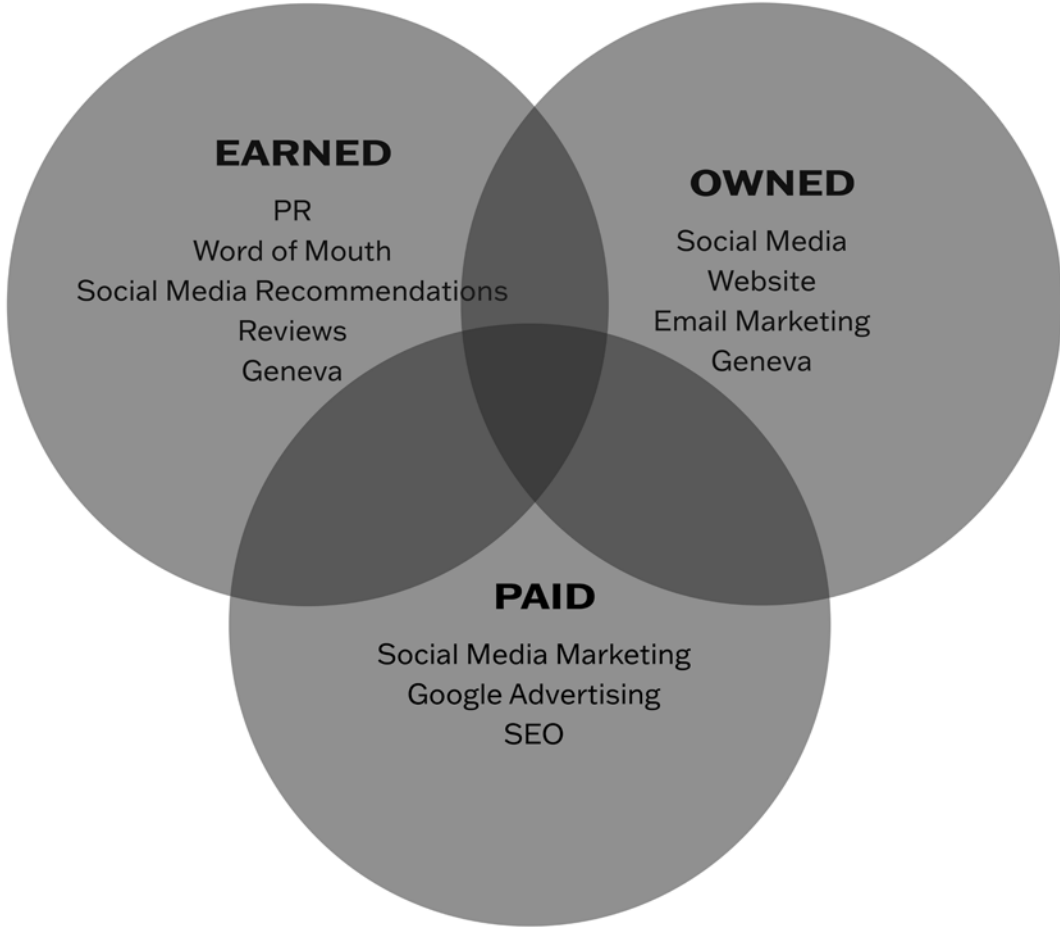 EARNED
PR
Word of Mouth
Social Media Recommendations
Reviews
Geneva
OWNED
Social Media
Website
Email Marketing
Geneva
PAID
Social Media Marketing
Google Advertising
SEO